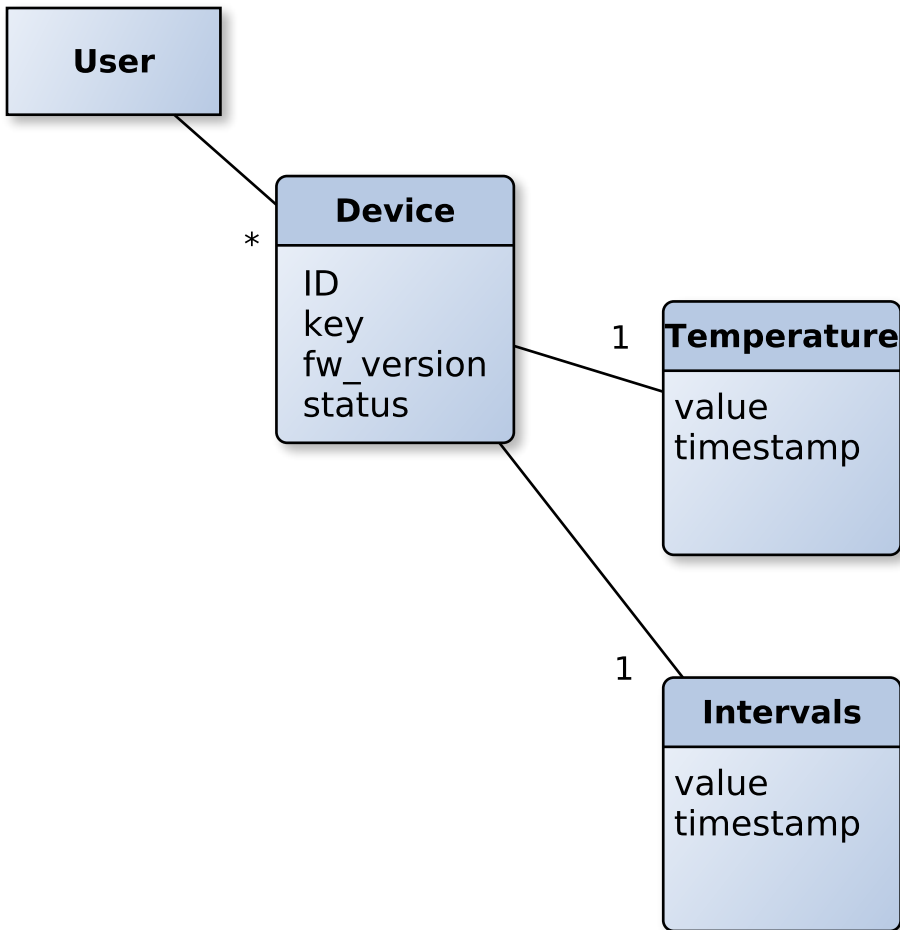 User
*
Device
ID
key
fw_version
status
1
Temperature
value
timestamp
1
Intervals
value
timestamp